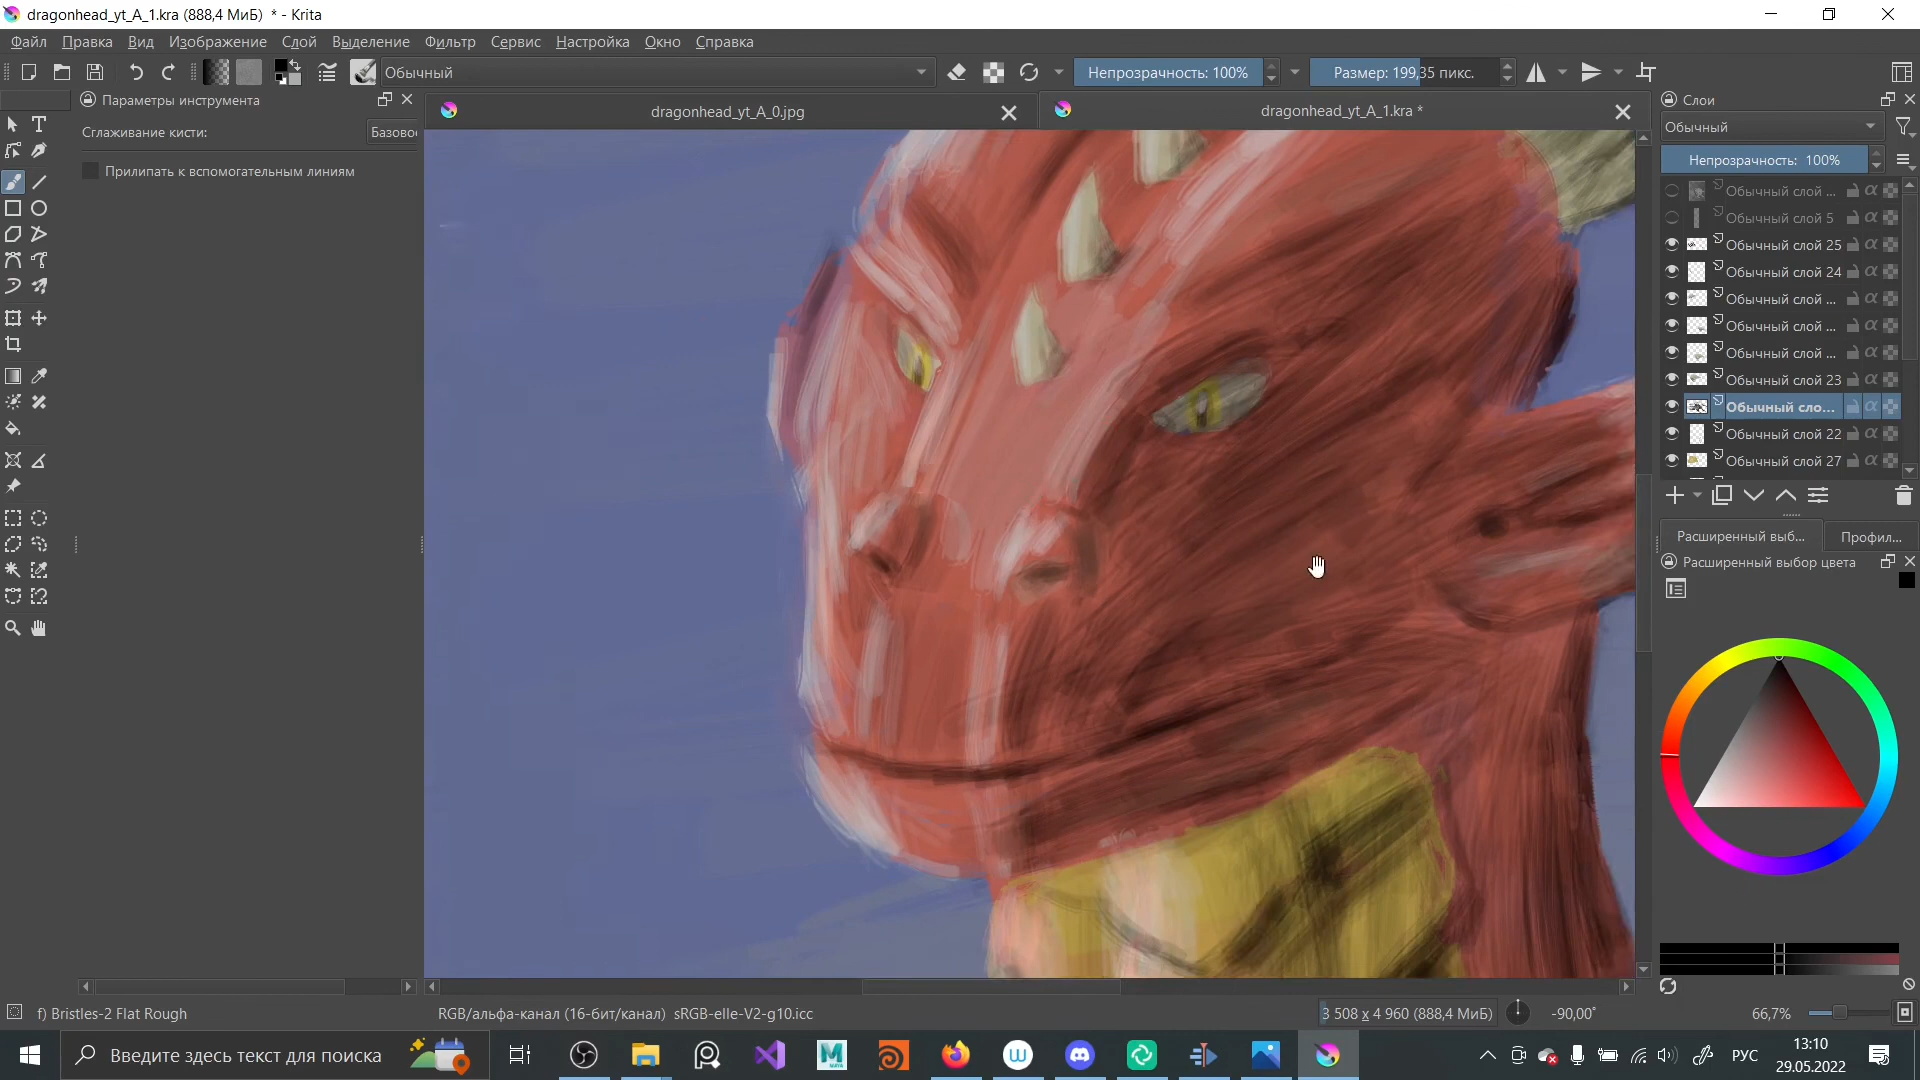 dragonhead_yt_A_1.kra (888,4 МиБ) * - Krita
Файл Правка Вид Изображение Слой Выделение Фильтр Сервис Настройка Окно Справка
Обычный
Непрозрачность: 100%
Размер: 199,35 пикс.
Параметры инструмента
dragonhead_yt_A_0.jpg
dragonhead_yt_A_1.kra *
Слои
Сглаживание кисти:
Базово
Обычный
Прилипать к вспомогательным линиям
Непрозрачность: 100%
Обычный слой ...
Обычный слой 5
Обычный слой 25
Обычный слой 24
Обычный слой ...
Обычный слой ...
Обычный слой ...
Обычный слой 23
Обычный сло...
Обычный слой 22
Обычный слой 27
Расширенный выб...
Профил...
Расширенный выбор цвета
f) Bristles-2 Flat Rough
RGB/альфа-канал (16-бит/канал) sRGB-elle-V2-g10.icc
3 508 x 4 960 (888,4 МиБ)
-90,00°
66,7%
Введите здесь текст для поиска
РУС
13:10
29.05.2022